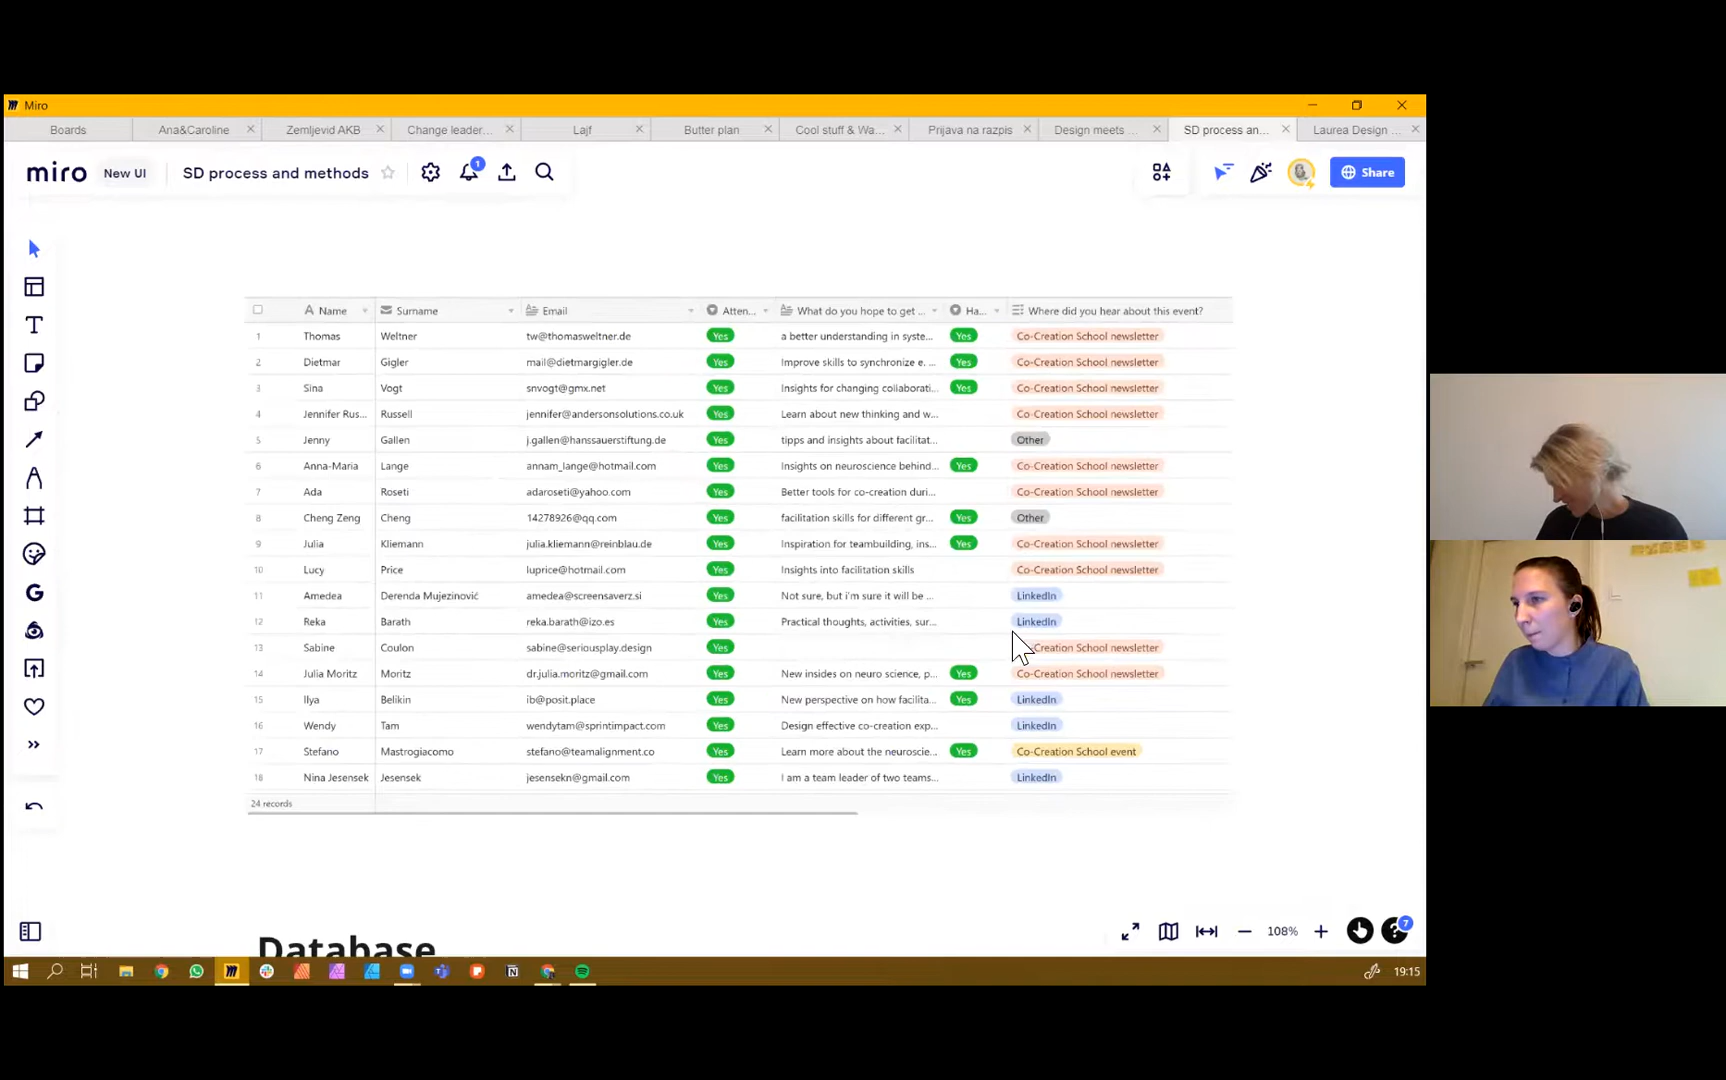 Miro
Boards Ana&Caroline Zemljevid AKB Change leader... Lajf Butter plan Cool stuff & Wa... Prijava na razpis Design meets ... SD process an... Laurea Design ...
miro New UI SD process and methods 1 Share
Name Surname Email Atten... What do you hope to get ... Ha... Where did you hear about this event?
1 Thomas Weltner tw@thomasweltner.de Yes a better understanding in syste... Yes Co-Creation School newsletter
2 Dietmar Gigler mail@dietmargigler.de Yes Improve skills to synchronize e. ... Yes Co-Creation School newsletter
3 Sina Vogt snvogt@gmx.net Yes Insights for changing collaborati... Yes Co-Creation School newsletter
4 Jennifer Rus... Russell jennifer@andersonsolutions.co.uk Yes Learn about new thinking and w... Co-Creation School newsletter
5 Jenny Gallen j.gallen@hanssauerstiftung.de Yes tipps and insights about facilitat... Other
6 Anna-Maria Lange annam_lange@hotmail.com Yes Insights on neuroscience behind... Yes Co-Creation School newsletter
7 Ada Roseti adaroseti@yahoo.com Yes Better tools for co-creation duri... Co-Creation School newsletter
8 Cheng Zeng Cheng 14278926@qq.com Yes facilitation skills for different gr... Yes Other
9 Julia Kliemann julia.kliemann@reinblau.de Yes Inspiration for teambuilding, ins... Yes Co-Creation School newsletter
10 Lucy Price luprice@hotmail.com Yes Insights into facilitation skills Co-Creation School newsletter
11 Amedea Derenda Mujezinović amedea@screensaverz.si Yes Not sure, but i'm sure it will be ... LinkedIn
12 Reka Barath reka.barath@izo.es Yes Practical thoughts, activities, sur... LinkedIn
13 Sabine Coulon sabine@seriousplay.design Yes Co-Creation School newsletter
14 Julia Moritz Moritz dr.julia.moritz@gmail.com Yes New insides on neuro science, p... Yes Co-Creation School newsletter
15 Ilya Belikin ib@posit.place Yes New perspective on how facilita... Yes LinkedIn
16 Wendy Tam wendytam@sprintimpact.com Yes Design effective co-creation exp... LinkedIn
17 Stefano Mastrogiacomo stefano@teamalignment.co Yes Learn more about the neuroscie... Yes Co-Creation School event
18 Nina Jesensek Jesensek jesensekn@gmail.com Yes I am a team leader of two teams... LinkedIn
24 records
Database
108% 7
19:15